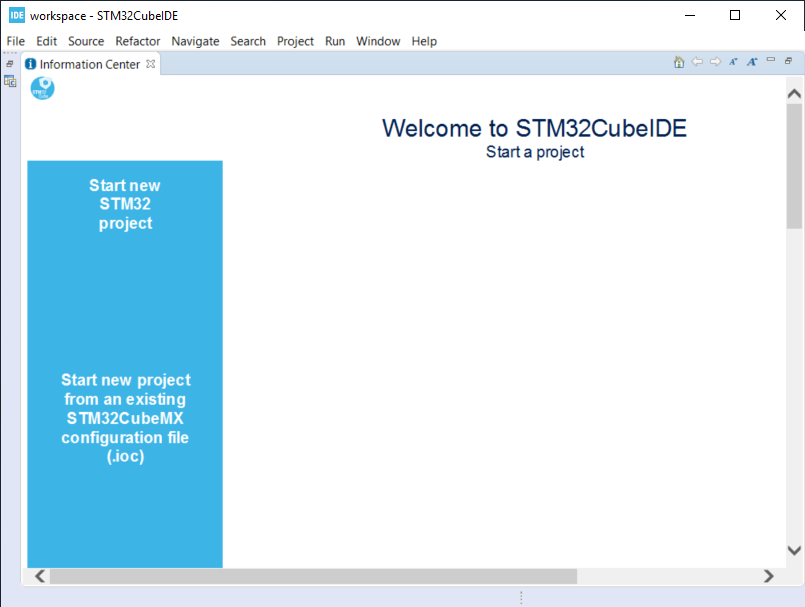 IDE workspace - STM32CubeIDE
File Edit Source Refactor Navigate Search Project Run Window Help
Information Center
Welcome to STM32CubeIDE
Start a project
Start new
STM32
project
Start new project
from an existing
STM32CubeMX
configuration file
(.ioc)